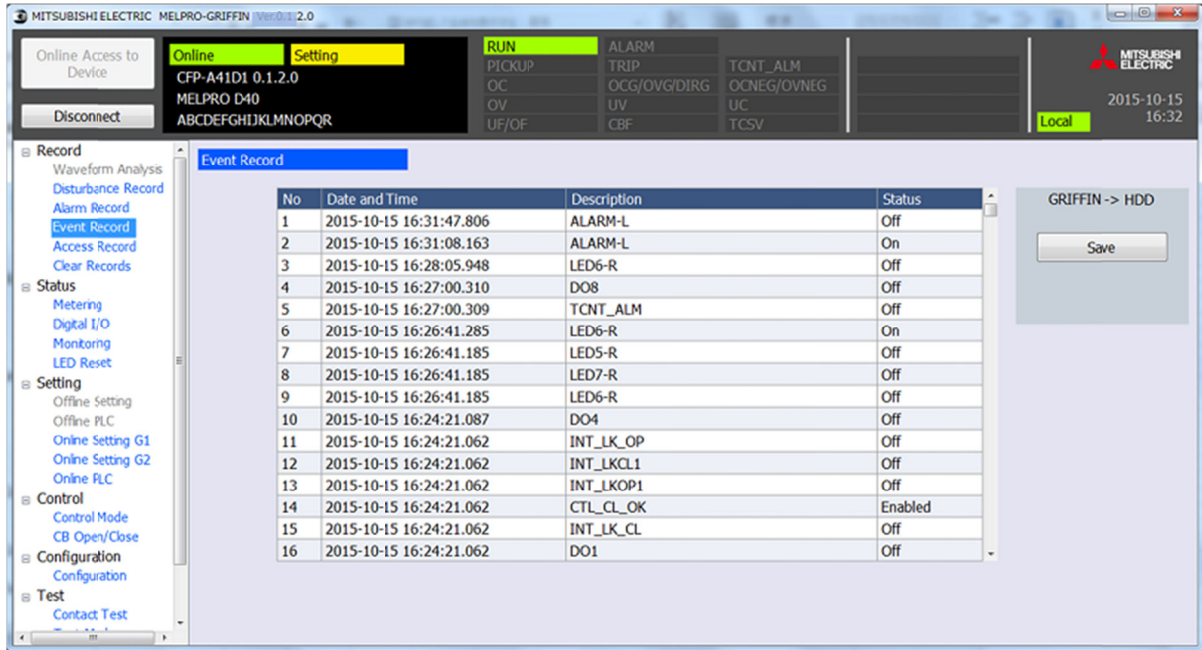 MITSUBISHI ELECTRIC MELPRO-GRIFFIN Ver.0.1.2.0
Online Access to
Device
Disconnect
Online Setting
CFP-A41D1 0.1.2.0
MELPRO D40
ABCDEFGHIJKLMNOPQR
RUN ALARM
PICKUP TRIP TCNT_ALM
OC OCG/OVG/DIRG OCNEG/OVNEG
OV UV UC
UF/OF CBF TCSV
MITSUBISHI
ELECTRIC
2015-10-15
Local 16:32
Record
Waveform Analysis
Disturbance Record
Alarm Record
Event Record
Access Record
Clear Records
Status
Metering
Digital I/O
Monitoring
LED Reset
Setting
Offline Setting
Offline PLC
Online Setting G1
Online Setting G2
Online PLC
Control
Control Mode
CB Open/Close
Configuration
Configuration
Test
Contact Test
Event Record
No Date and Time Description Status
1 2015-10-15 16:31:47.806 ALARM-L Off
2 2015-10-15 16:31:08.163 ALARM-L On
3 2015-10-15 16:28:05.948 LED6-R Off
4 2015-10-15 16:27:00.310 DO8 Off
5 2015-10-15 16:27:00.309 TCNT_ALM Off
6 2015-10-15 16:26:41.285 LED6-R On
7 2015-10-15 16:26:41.185 LED5-R Off
8 2015-10-15 16:26:41.185 LED7-R Off
9 2015-10-15 16:26:41.185 LED6-R Off
10 2015-10-15 16:24:21.087 DO4 Off
11 2015-10-15 16:24:21.062 INT_LK_OP Off
12 2015-10-15 16:24:21.062 INT_LKCL1 Off
13 2015-10-15 16:24:21.062 INT_LKOP1 Off
14 2015-10-15 16:24:21.062 CTL_CL_OK Enabled
15 2015-10-15 16:24:21.062 INT_LK_CL Off
16 2015-10-15 16:24:21.062 DO1 Off
GRIFFIN -> HDD
Save